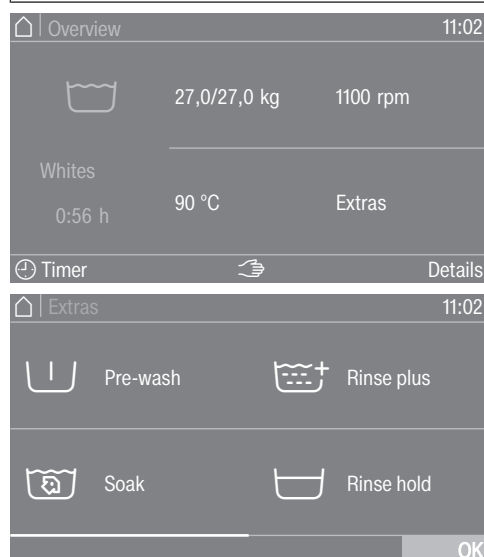 Overview 11:02
27,0/27,0 kg 1100 rpm
Whites
0:56 h
90 °C Extras
Timer Details
Extras 11:02
Pre-wash Rinse plus
Soak Rinse hold
OK